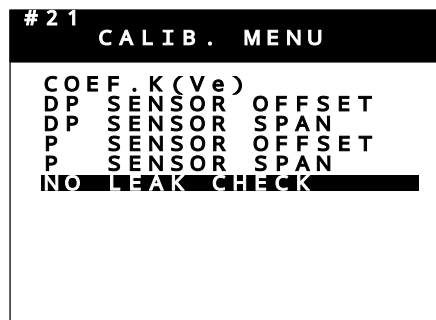 #21
CALIB. MENU
COEF.K(Ve)
DP SENSOR OFFSET
DP SENSOR SPAN
P SENSOR OFFSET
P SENSOR SPAN
NO LEAK CHECK